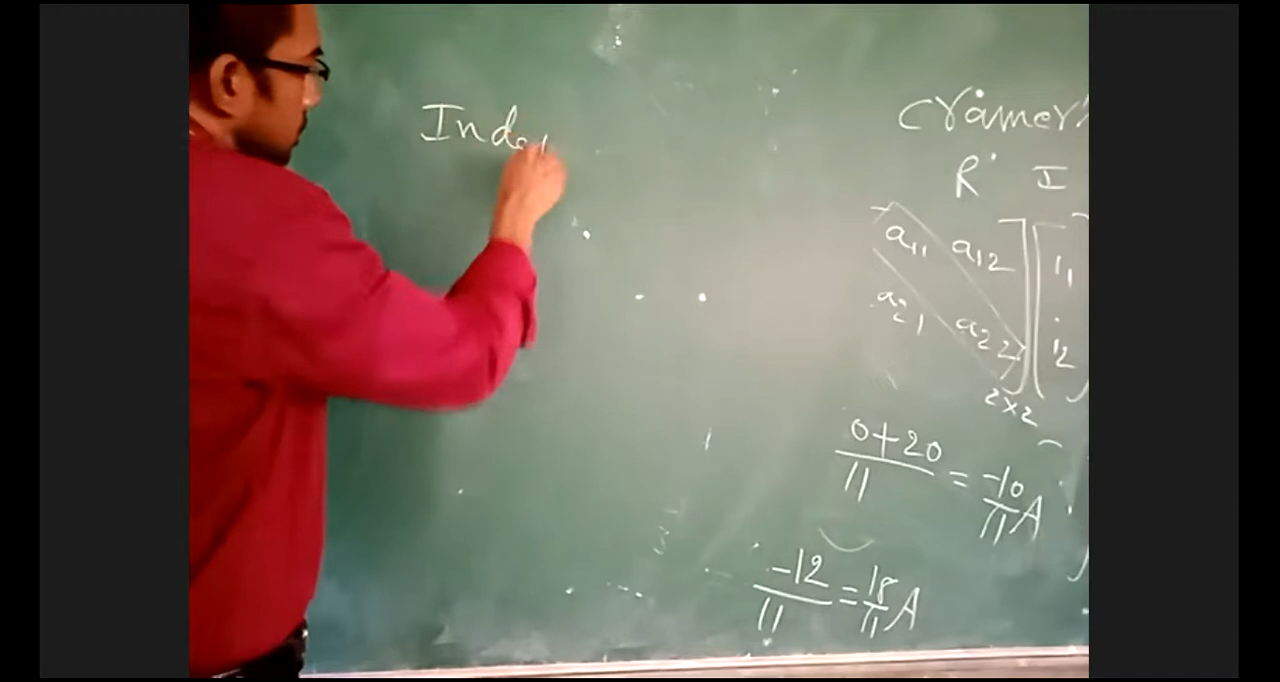 Inde
Cramer's
R I
a11 a12 i1
a21 a22 i2
2×2
0+20/11 = -10/11 A
-12/11 = 18/11 A